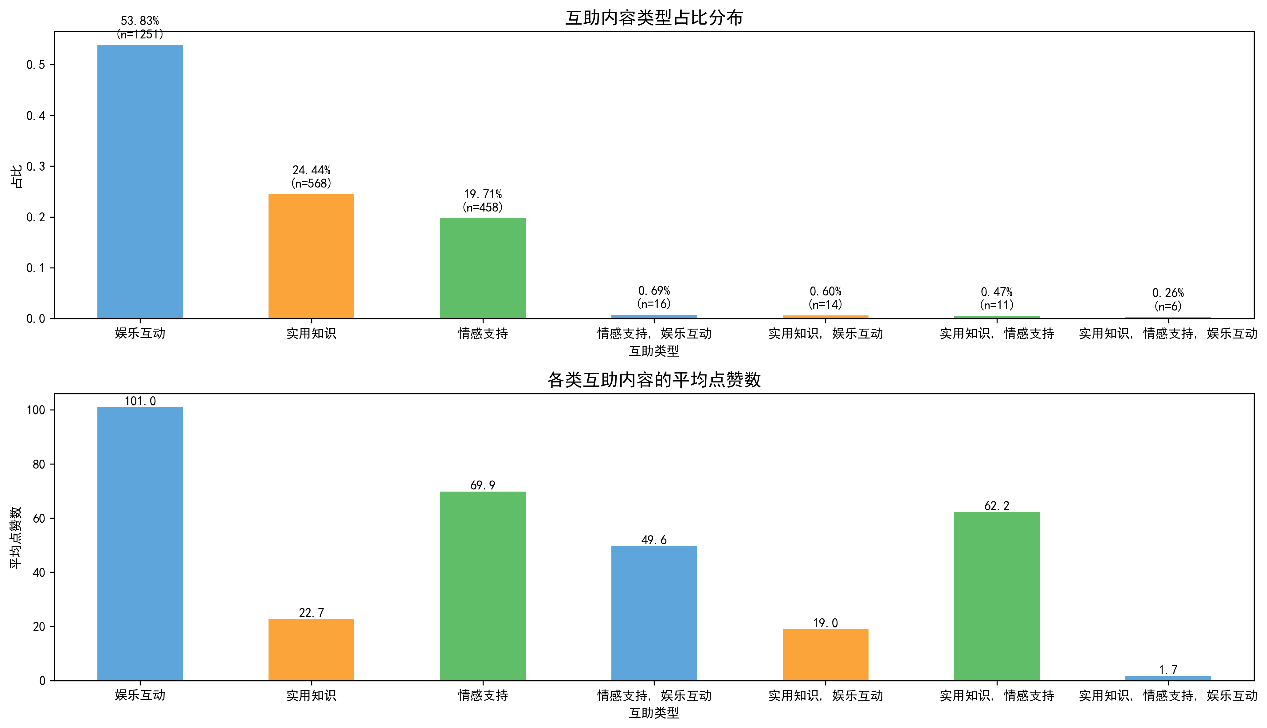 互助内容类型占比分布
53.83%
(n=1251)
24.44%
(n=568)
19.71%
(n=458)
0.69%
(n=16)
0.60%
(n=14)
0.47%
(n=11)
0.26%
(n=6)
占比
0.5
0.4
0.3
0.2
0.1
0.0
娱乐互动
实用知识
情感支持
情感支持, 娱乐互动
实用知识, 娱乐互动
实用知识, 情感支持
实用知识, 情感支持, 娱乐互动
互助类型
各类互助内容的平均点赞数
101.0
22.7
69.9
49.6
19.0
62.2
1.7
平均点赞数
100
80
60
40
20
0
娱乐互动
实用知识
情感支持
情感支持, 娱乐互动
实用知识, 娱乐互动
实用知识, 情感支持
实用知识, 情感支持, 娱乐互动
互助类型